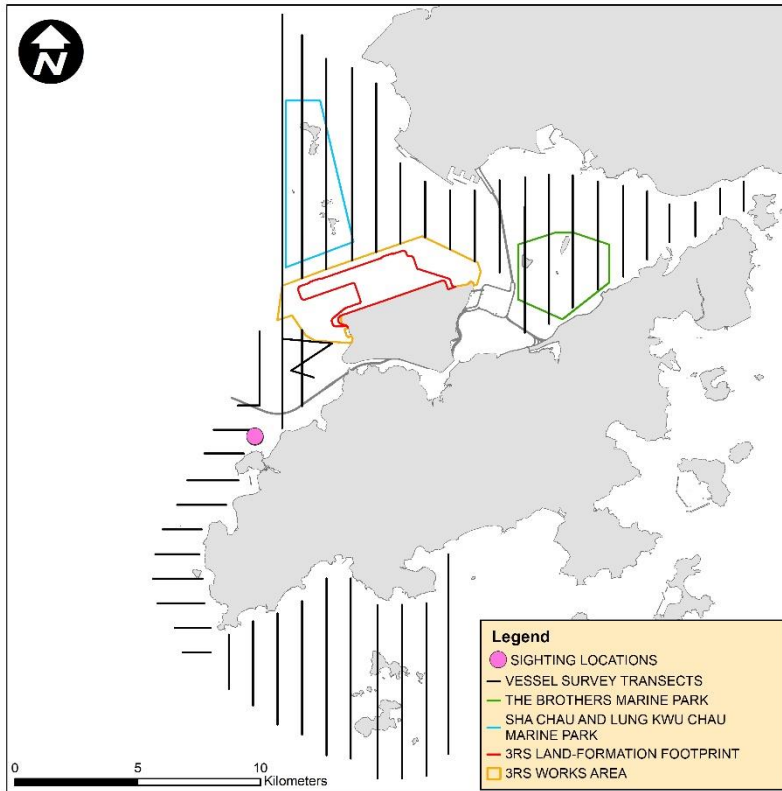 N
Legend
SIGHTING LOCATIONS
VESSEL SURVEY TRANSECTS
THE BROTHERS MARINE PARK
SHA CHAU AND LUNG KWU CHAU
MARINE PARK
3RS LAND-FORMATION FOOTPRINT
3RS WORKS AREA
0 5 10
Kilometers